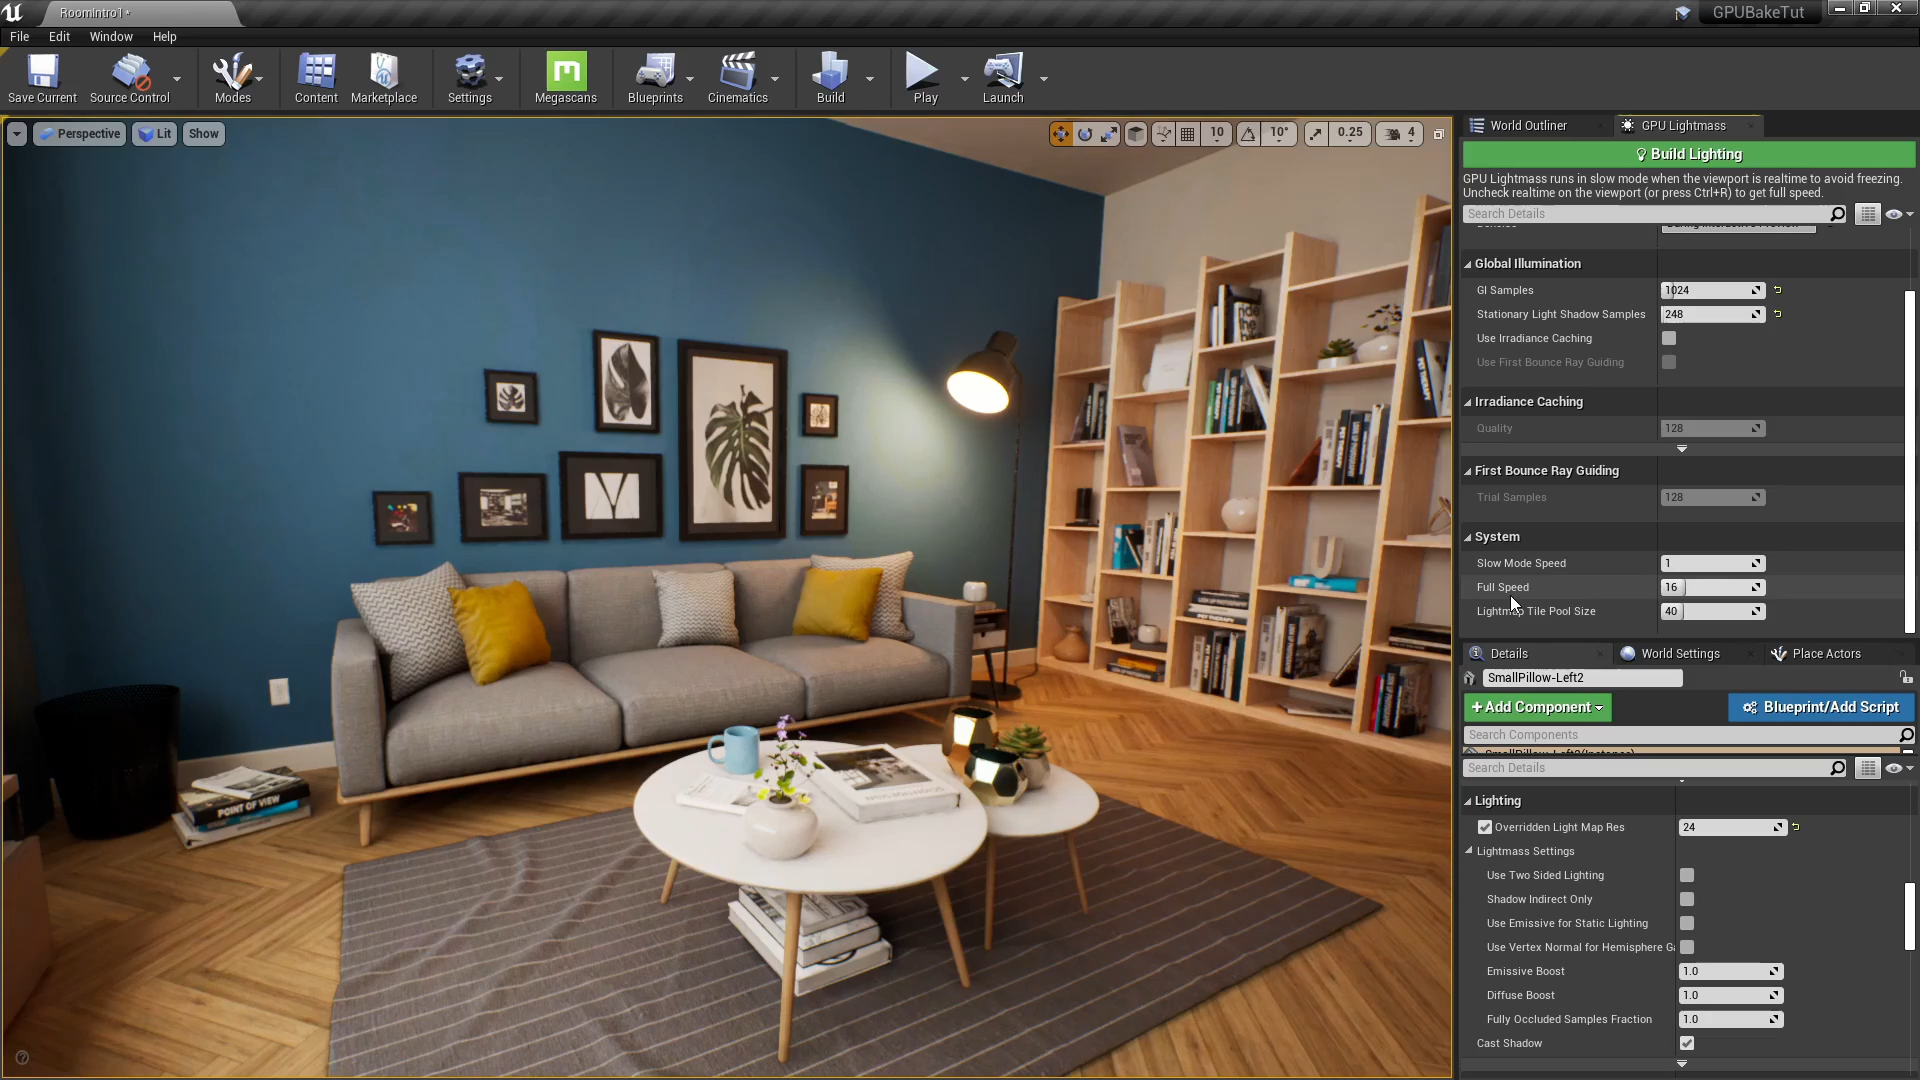 RoomIntro1*
GPUBakeTut
File Edit Window Help
Save Current Source Control Modes Content Marketplace Settings Megascans Blueprints Cinematics Build Play Launch
Perspective Lit Show
10 10° 0.25 4
World Outliner GPU Lightmass
Build Lighting
GPU Lightmass runs in slow mode when the viewport is realtime to avoid freezing.
Uncheck realtime on the viewport (or press Ctrl+R) to get full speed.
Search Details
Global Illumination
GI Samples 1024
Stationary Light Shadow Samples 248
Use Irradiance Caching
Use First Bounce Ray Guiding
Irradiance Caching
Quality 128
First Bounce Ray Guiding
Trial Samples 128
System
Slow Mode Speed 1
Full Speed 16
Lightmap Tile Pool Size 40
Details World Settings Place Actors
SmallPillow-Left2
+Add Component Blueprint/Add Script
Search Components
SmallPillow-Left2(Instance)
Search Details
Lighting
Overridden Light Map Res 24
Lightmass Settings
Use Two Sided Lighting
Shadow Indirect Only
Use Emissive for Static Lighting
Use Vertex Normal for Hemisphere Ga
Emissive Boost 1.0
Diffuse Boost 1.0
Fully Occluded Samples Fraction 1.0
Cast Shadow
POINT OF VIEW